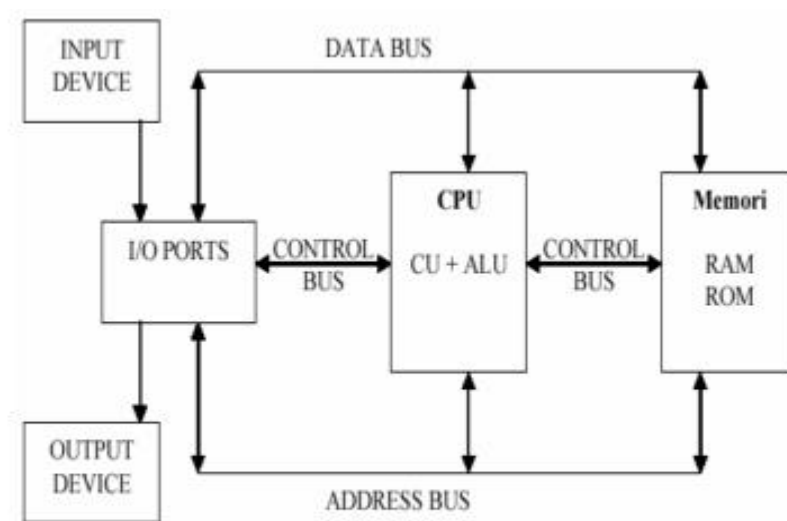 INPUT
DEVICE
DATA BUS
CPU
CU + ALU
Memori
RAM
ROM
I/O PORTS
CONTROL
BUS
CONTROL
BUS
OUTPUT
DEVICE
ADDRESS BUS